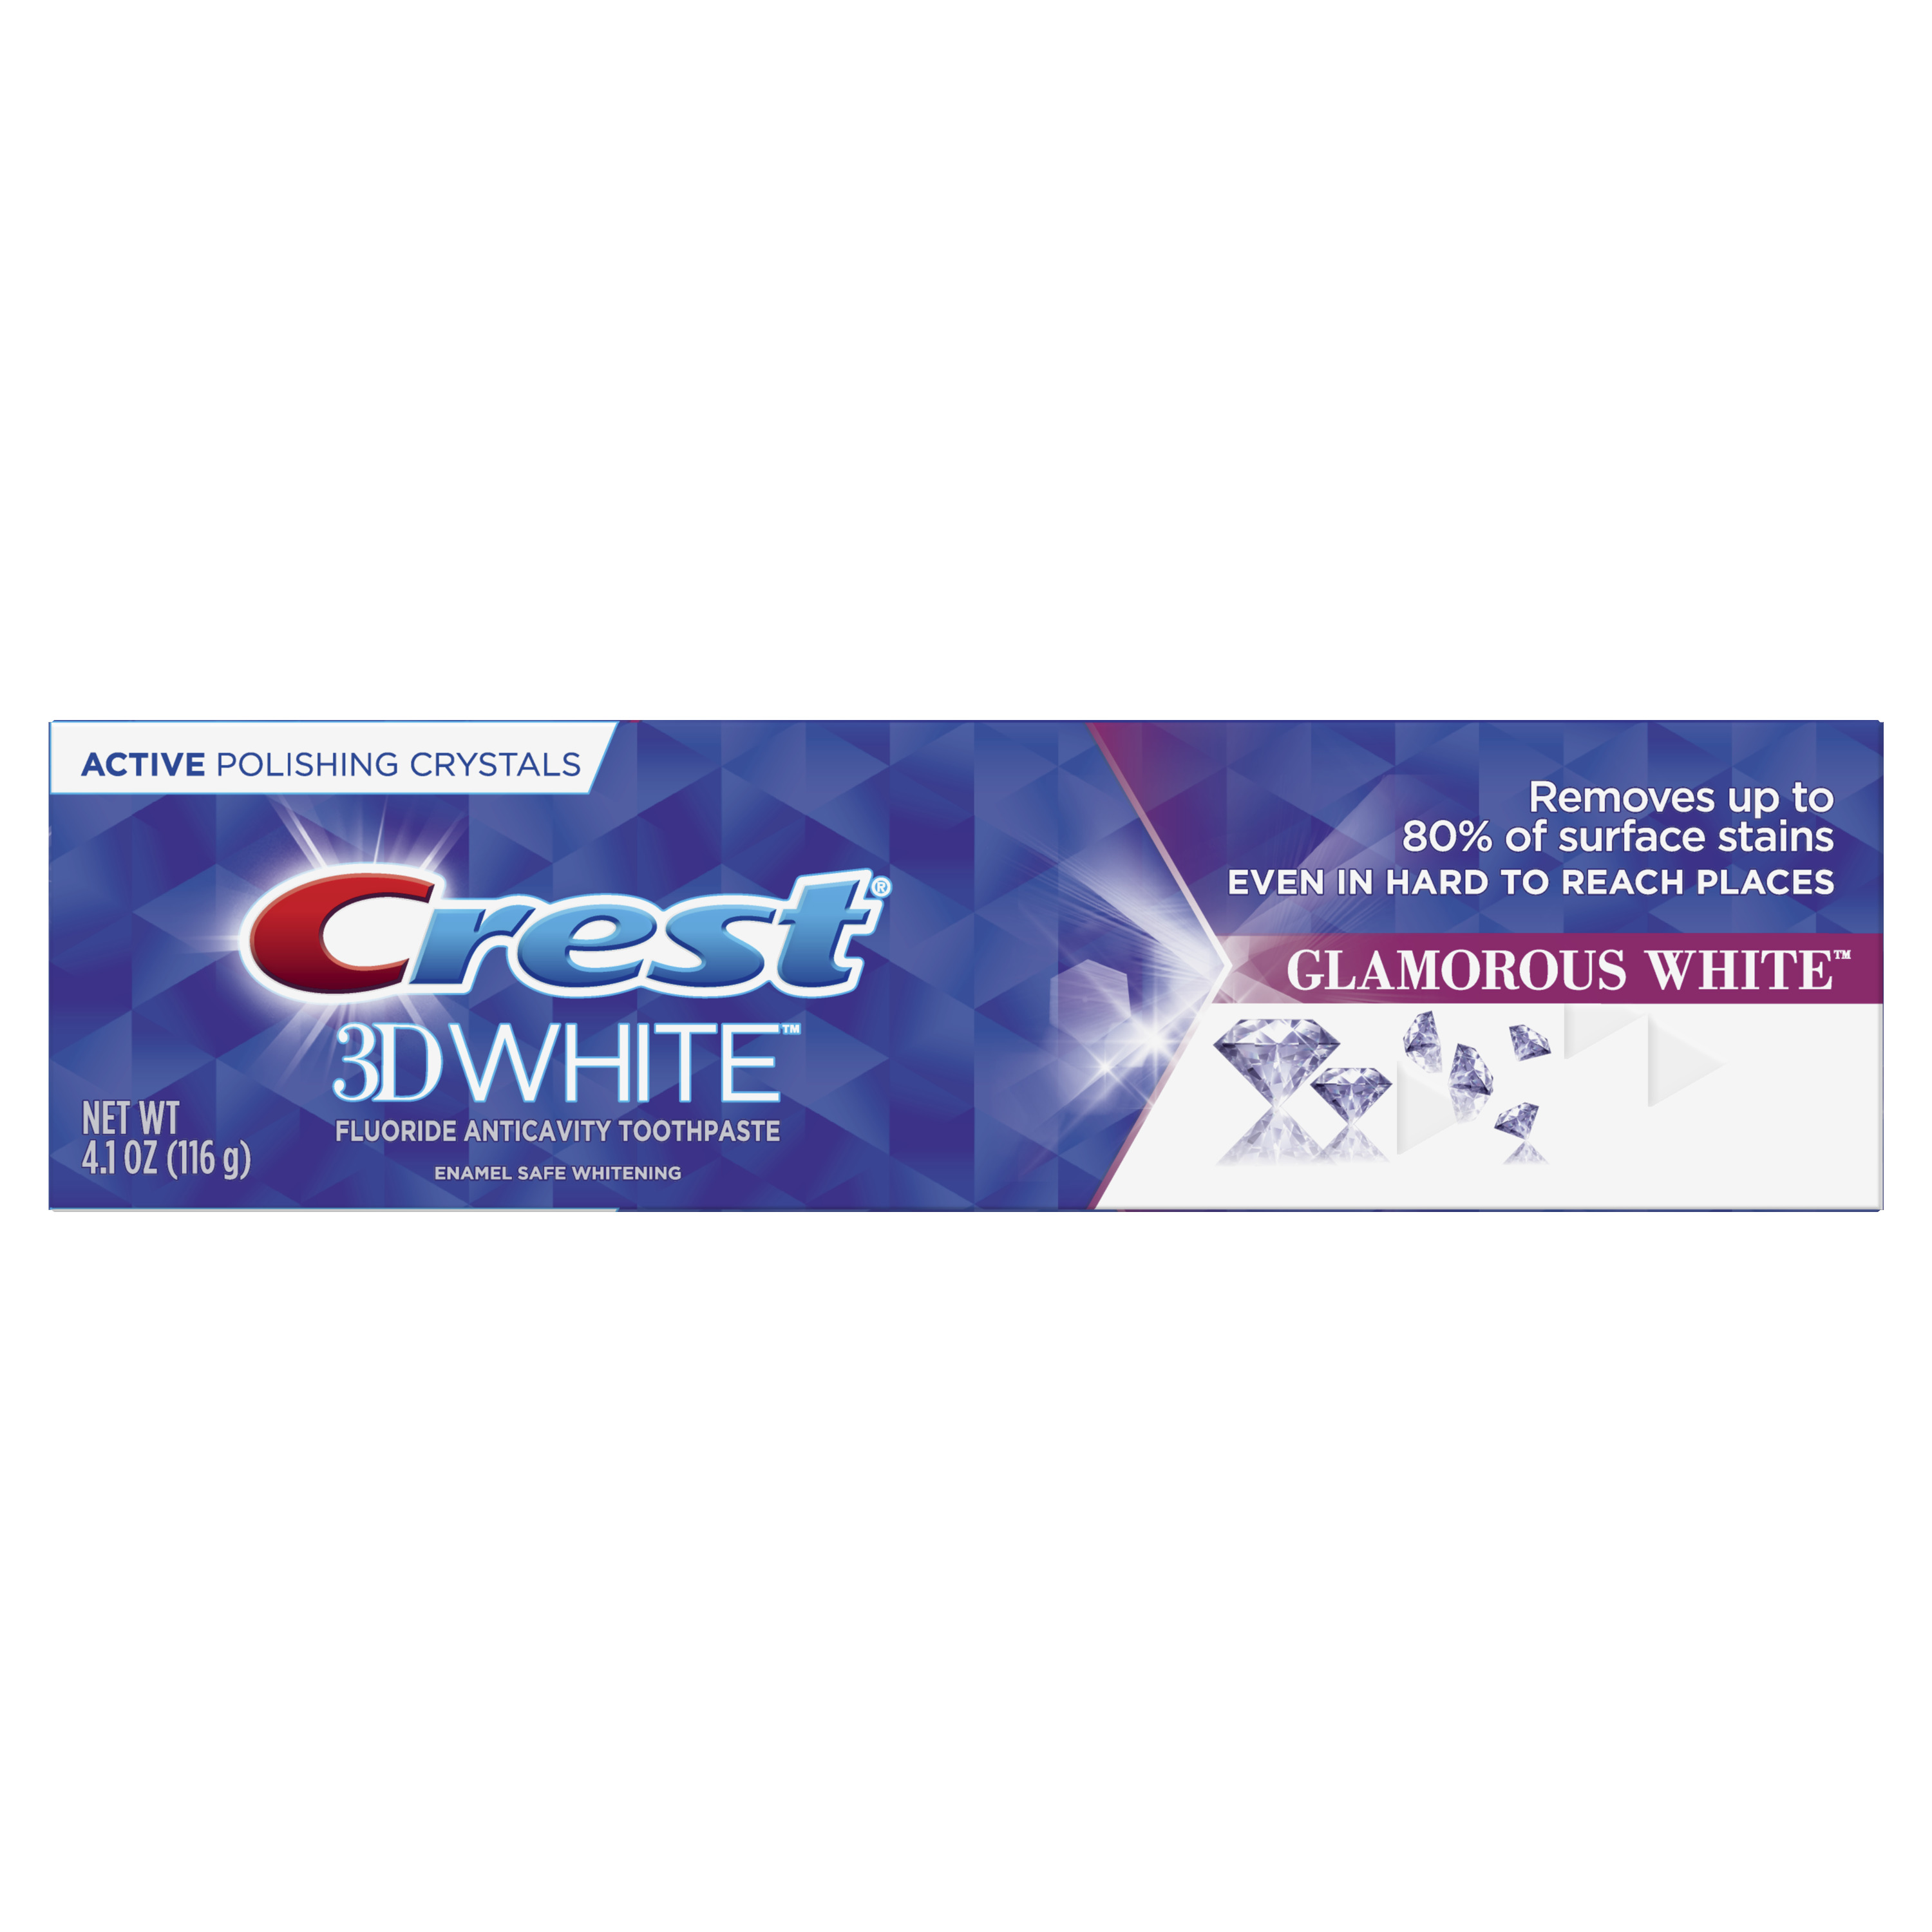 ACTIVE POLISHING CRYSTALS
Crest®
3D WHITE™
FLUORIDE ANTICAVITY TOOTHPASTE
ENAMEL SAFE WHITENING
NET WT
4.1 OZ (116 g)
Removes up to
80% of surface stains
EVEN IN HARD TO REACH PLACES
GLAMOROUS WHITE™